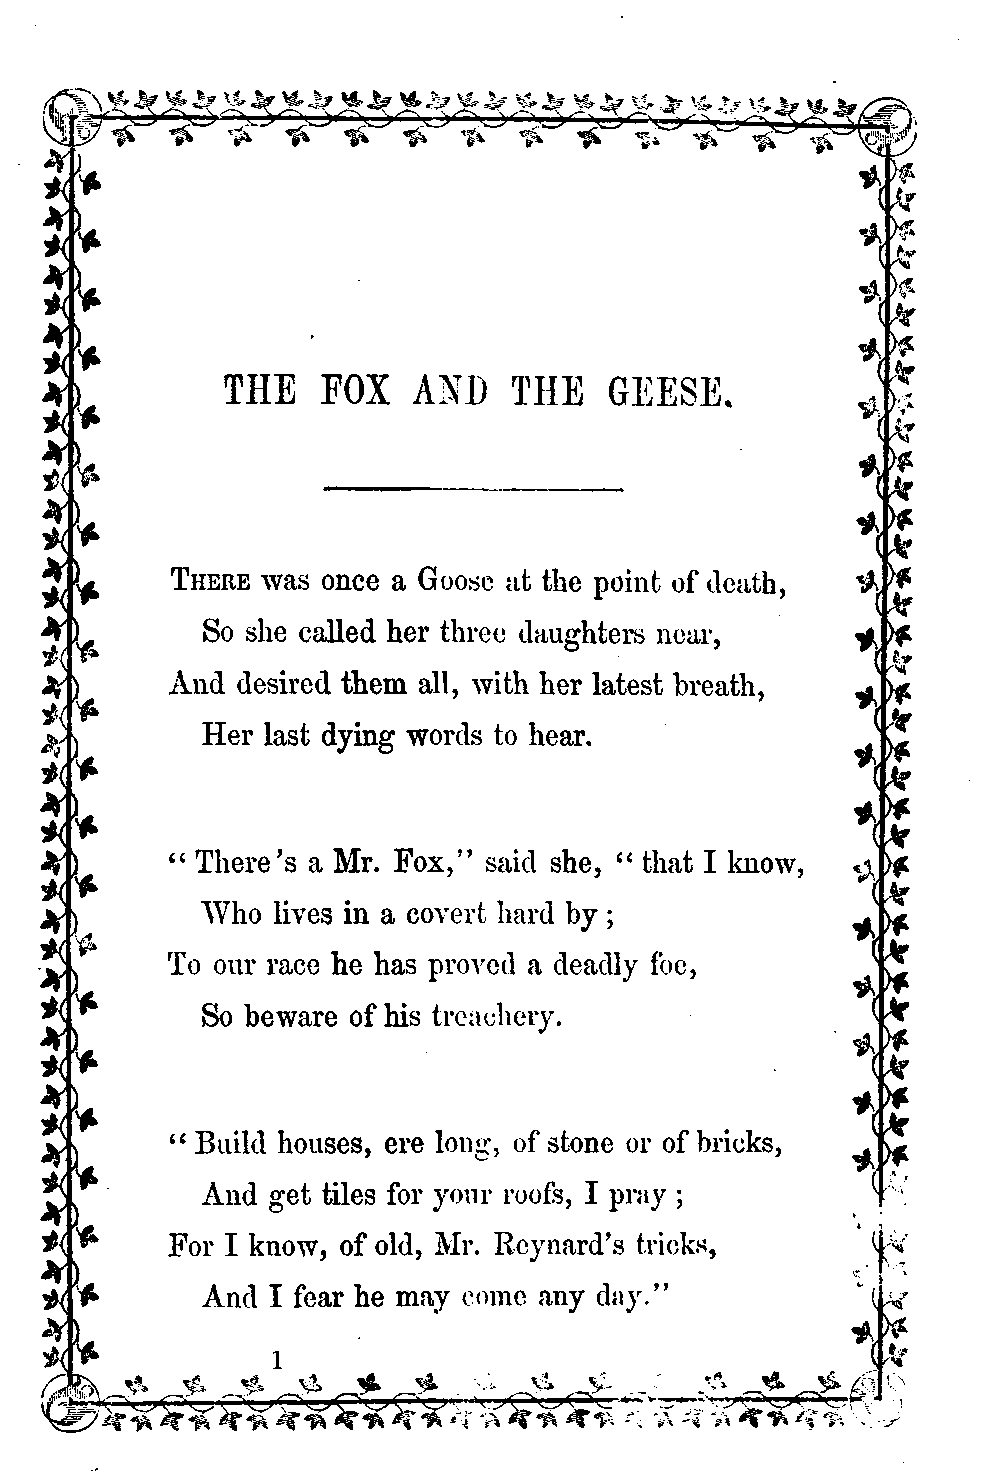 THE FOX AND THE GEESE.
THERE was once a Goose at the point of death,
So she called her three daughters near,
And desired them all, with her latest breath,
Her last dying words to hear.
“There's a Mr. Fox,” said she, “that I know,
Who lives in a covert hard by;
To our race he has proved a deadly foe,
So beware of his treachery.
“Build houses, ere long, of stone or of bricks,
And get tiles for your roofs, I pray;
For I know, of old, Mr. Reynard's tricks,
And I fear he may come any day.”
1